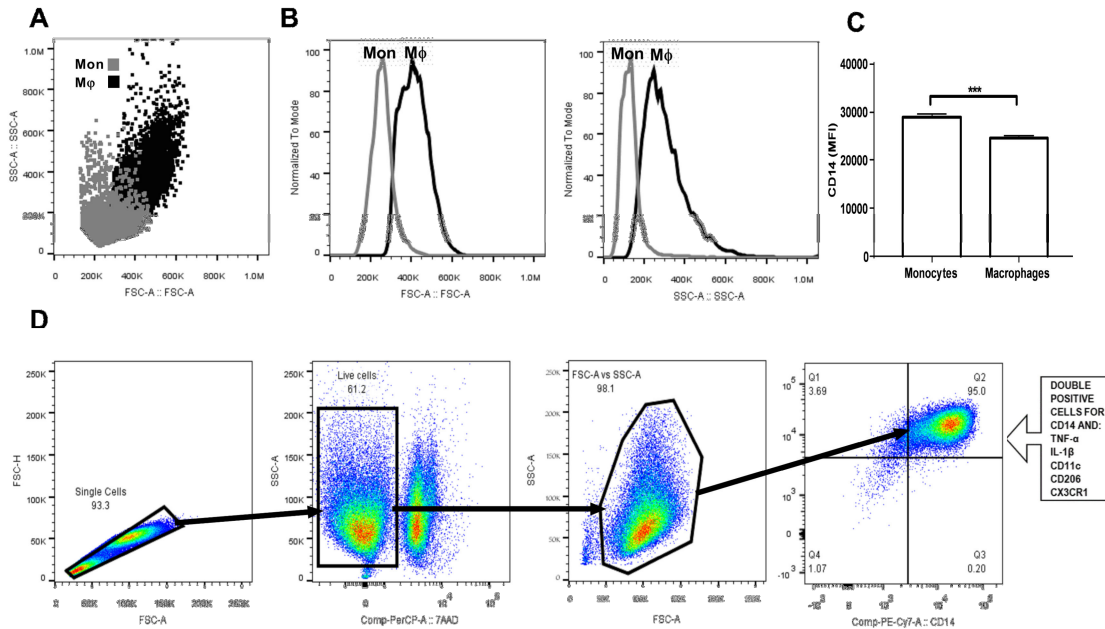 A
Mon
Mφ
1.0M
800K
600K
400K
0
SSC-A :: SSC-A
0 200K 400K 600K 800K 1.0M
FSC-A :: FSC-A
B
Mon Mϕ
100
80
60
40
0
Normalized To Mode
0 200K 400K 600K 800K 1.0M
FSC-A :: FSC-A
Mon Mϕ
100
80
60
40
0
Normalized To Mode
0 200K 400K 600K 800K 1.0M
SSC-A :: SSC-A
C
***
40000
30000
20000
10000
0
CD14 (MFI)
Monocytes Macrophages
D
250K
200K
150K
100K
50K
0
FSC-H
Single Cells
93.3
FSC-A
250K
200K
150K
100K
50K
0
SSC-A
Live cells
61.2
Comp-PerCP-A :: 7AAD
250K
200K
150K
100K
50K
0
SSC-A
FSC-A vs SSC-A
98.1
FSC-A
Q1
3.69
Q2
95.0
Q4
1.07
Q3
0.20
10⁵
10⁴
10³
0
-10³
Comp-PE-Cy7-A :: CD14
DOUBLE
POSITIVE
CELLS FOR
CD14 AND:
TNF-α
IL-1β
CD11c
CD206
CX3CR1